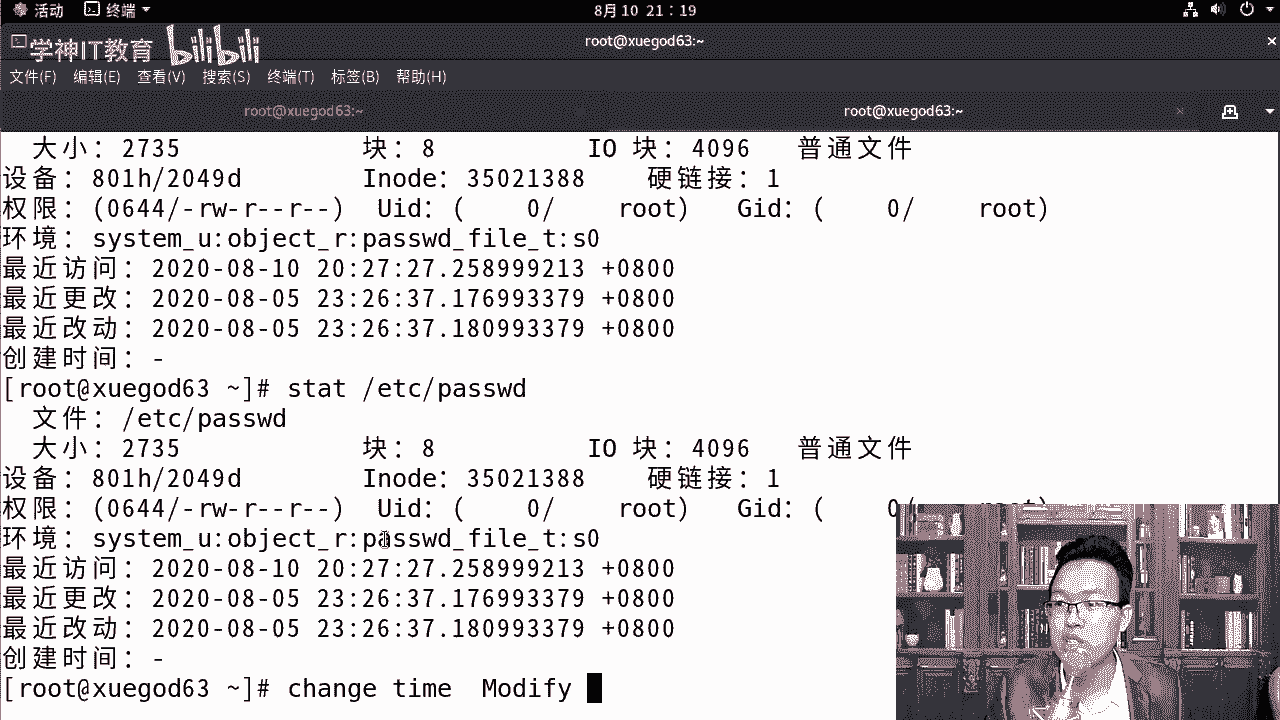 活动 终端 8月10 21:19
学神IT教育 bilibili
root@xuegod63:~
文件(F) 编辑(E) 查看(V) 搜索(S) 终端(T) 标签(B) 帮助(H)
root@xuegod63:~ root@xuegod63:~
大小:2735 块:8 IO 块:4096 普通文件
设备:801h/2049d Inode:35021388 硬链接:1
权限:(0644/-rw-r--r--) Uid:( 0/ root) Gid:( 0/ root)
环境:system_u:object_r:passwd_file_t:s0
最近访问:2020-08-10 20:27:27.258999213 +0800
最近更改:2020-08-05 23:26:37.176993379 +0800
最近改动:2020-08-05 23:26:37.180993379 +0800
创建时间:-
[root@xuegod63 ~]# stat /etc/passwd
文件:/etc/passwd
大小:2735 块:8 IO 块:4096 普通文件
设备:801h/2049d Inode:35021388 硬链接:1
权限:(0644/-rw-r--r--) Uid:( 0/ root) Gid:( 0/ root)
环境:system_u:object_r:passwd_file_t:s0
最近访问:2020-08-10 20:27:27.258999213 +0800
最近更改:2020-08-05 23:26:37.176993379 +0800
最近改动:2020-08-05 23:26:37.180993379 +0800
创建时间:-
[root@xuegod63 ~]# change time  Modify